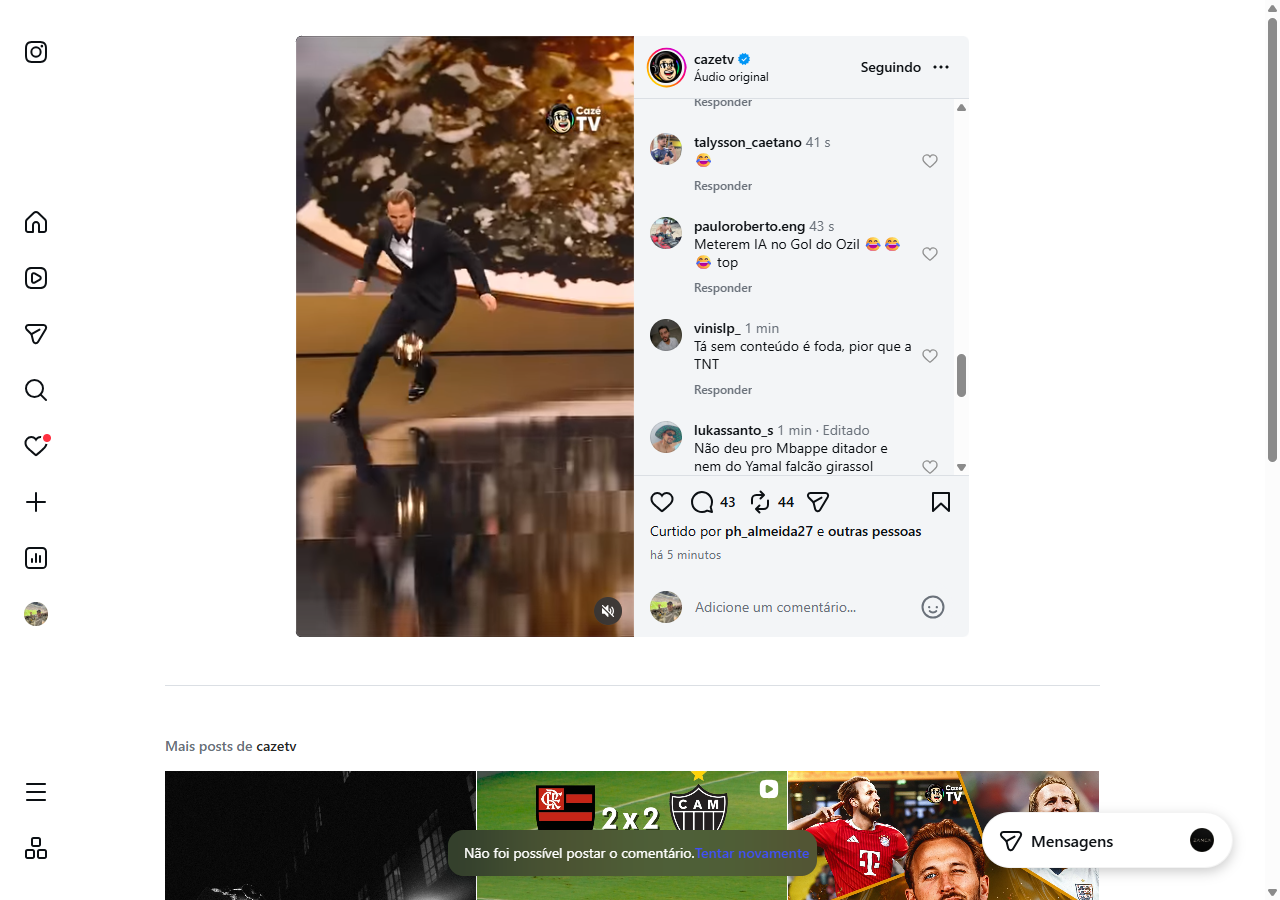 Cazé
TV
cazetv
Áudio original
Seguindo
Responder
talysson_caetano 41 s
😂
Responder
pauloroberto.eng 43 s
Meterem IA no Gol do Ozil 😂😂
😂 top
Responder
vinislp_ 1 min
Tá sem conteúdo é foda, pior que a
TNT
Responder
lukassanto_s 1 min · Editado
Não deu pro Mbappe ditador e
nem do Yamal falcão girassol
43
44
Curtido por ph_almeida27 e outras pessoas
há 5 minutos
Adicione um comentário...
Mais posts de cazetv
2 x 2
CAM
Cazé
TV
T
Não foi possível postar o comentário.Tentar novamente
Mensagens